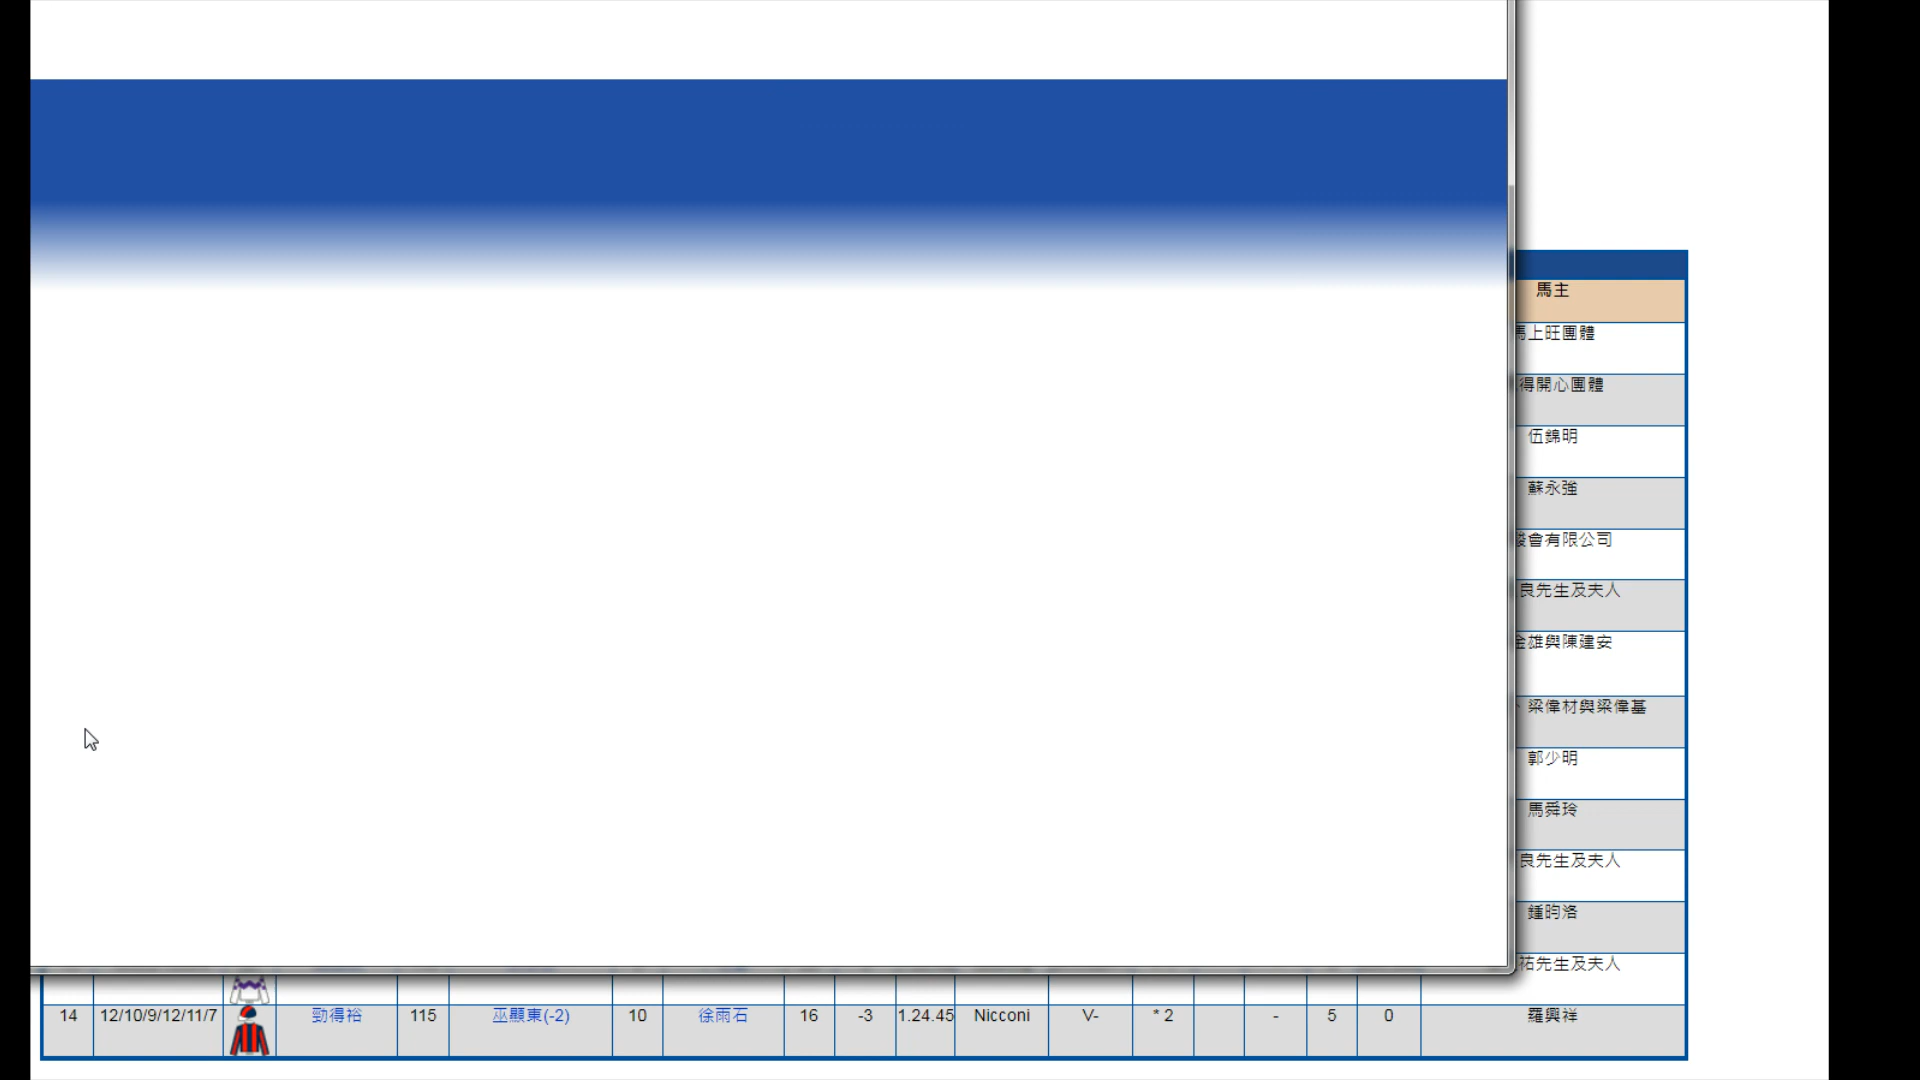 馬主
馬上旺團體
得開心團體
伍錦明
蘇永強
發會有限公司
良先生及夫人
金雄與陳建安
、梁偉材與梁偉基
郭少明
馬舜玲
良先生及夫人
鍾昀洛
祐先生及夫人
14 12/10/9/12/11/7 勁得裕 115 巫顯東(-2) 10 徐雨石 16 -3 1.24.45 Nicconi V- * 2 - 5 0 羅興祥